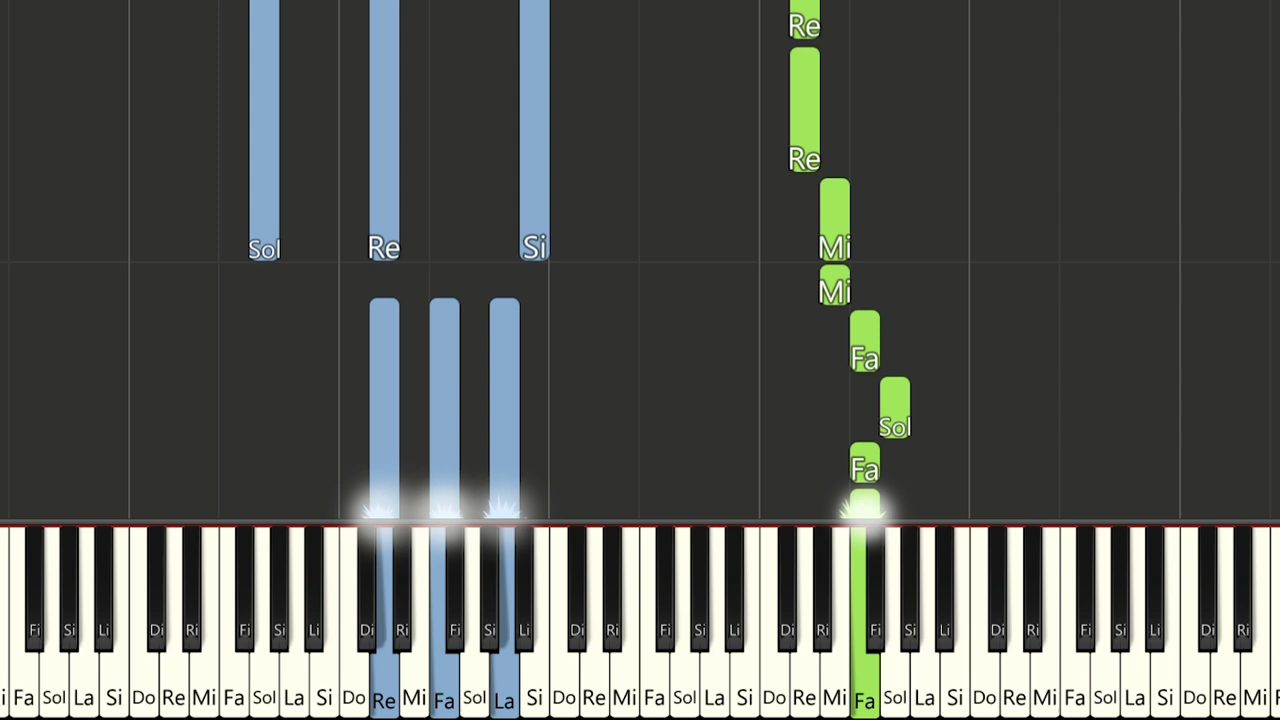 Re
Re
Sol Re Si Mi
Mi
Fa
Sol
Fa
Fi Si Li Di Ri Fi Si Li Di Ri Fi Si Li Di Ri Fi Si Li Di Ri Fi Si Li Di Ri Fi Si Li Di Ri
i Fa Sol La Si Do Re Mi Fa Sol La Si Do Re Mi Fa Sol La Si Do Re Mi Fa Sol La Si Do Re Mi Fa Sol La Si Do Re Mi Fa Sol La Si Do Re Mi F